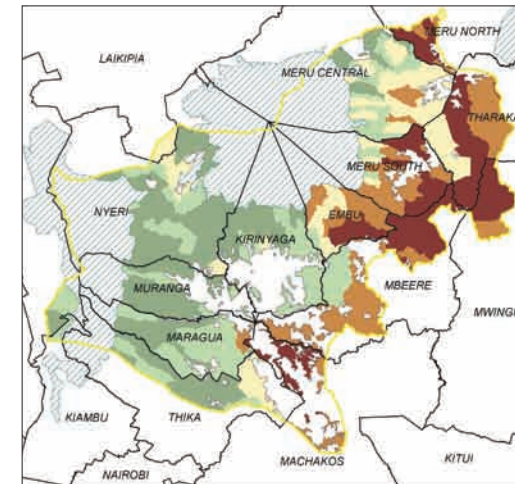 MERU NORTH
LAIKIPIA
MERU CENTRAL
THARAKA
MERU SOUTH
NYERI
EMBU
KIRINYAGA
MBEERE
MURANGA
MWINGI
MARAGUA
KIAMBU
THIKA
KITUI
NAIROBI
MACHAKOS